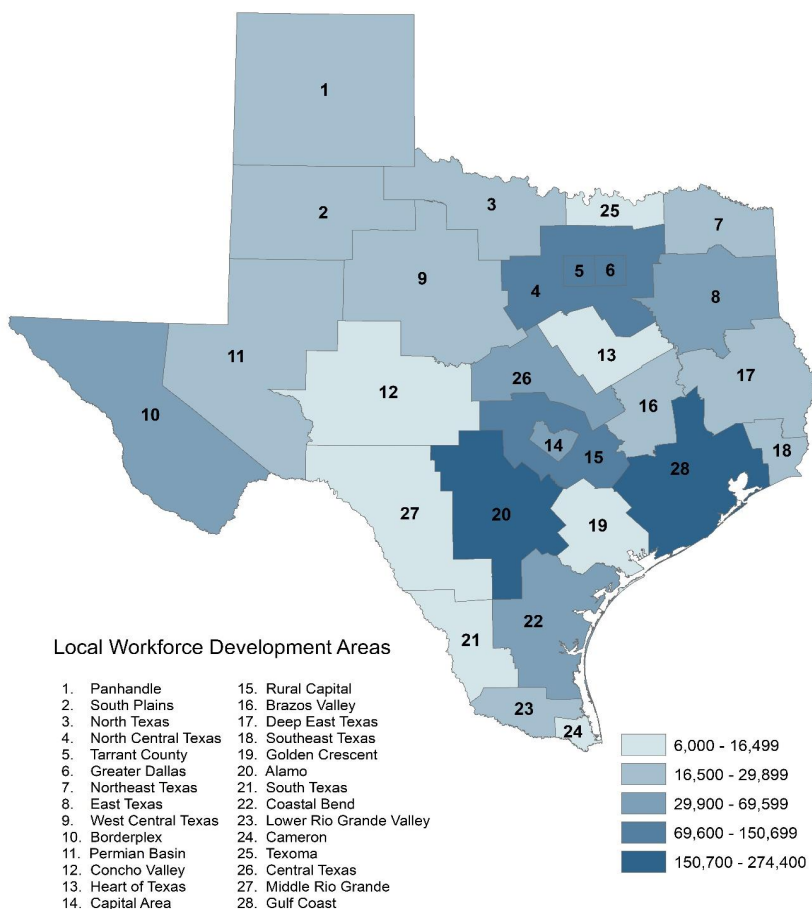 1
2
3
25
7
9
4
5
6
8
11
13
10
12
26
17
16
14
15
18
28
27
20
19
22
21
23
24
Local Workforce Development Areas
1. Panhandle
2. South Plains
3. North Texas
4. North Central Texas
5. Tarrant County
6. Greater Dallas
7. Northeast Texas
8. East Texas
9. West Central Texas
10. Borderplex
11. Permian Basin
12. Concho Valley
13. Heart of Texas
14. Capital Area
15. Rural Capital
16. Brazos Valley
17. Deep East Texas
18. Southeast Texas
19. Golden Crescent
20. Alamo
21. South Texas
22. Coastal Bend
23. Lower Rio Grande Valley
24. Cameron
25. Texoma
26. Central Texas
27. Middle Rio Grande
28. Gulf Coast
6,000 - 16,499
16,500 - 29,899
29,900 - 69,599
69,600 - 150,699
150,700 - 274,400